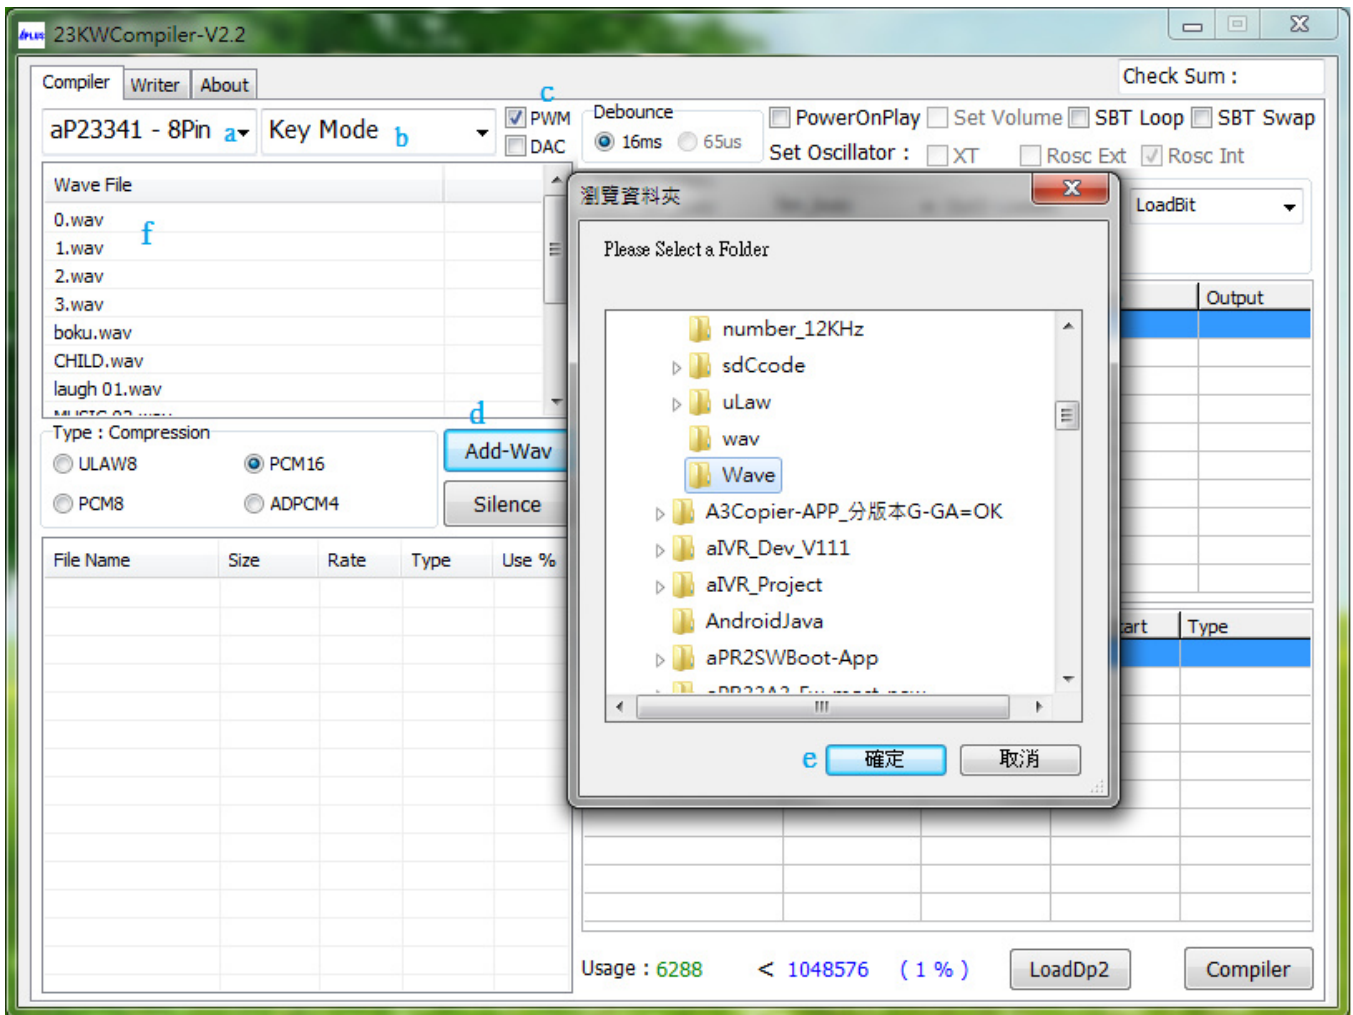 23KWCompiler-V2.2
Check Sum :
Compiler Writer About
c
aP23341 - 8Pin a Key Mode b
PWM
DAC
Debounce
16ms 65us
PowerOnPlay Set Volume SBT Loop SBT Swap
Set Oscillator : XT Rosc Ext Rosc Int
Wave File
0.wav
f
1.wav
2.wav
3.wav
boku.wav
CHILD.wav
laugh 01.wav
瀏覽資料夾
LoadBit
Please Select a Folder
number_12KHz
sdCcode
uLaw
wav
Wave
A3Copier-APP_分版本G-GA=OK
aIVR_Dev_V111
aIVR_Project
AndroidJava
aPR2SWBoot-App
e 確定 取消
Output
Type
d
Type : Compression
ULAW8 PCM16
PCM8 ADPCM4
Add-Wav
Silence
File Name Size Rate Type Use %
Usage : 6288 < 1048576 ( 1 % )
LoadDp2 Compiler